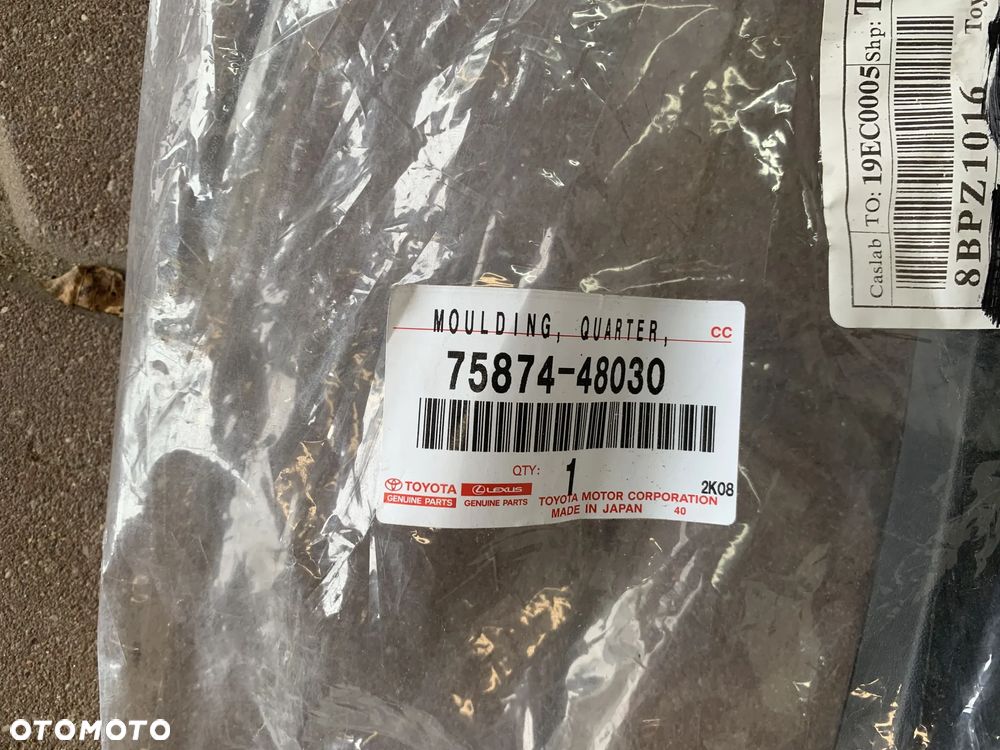 MOULDING, QUARTER,
CC
75874-48030
QTY: 1
2K08
TOYOTA
GENUINE PARTS
LEXUS
GENUINE PARTS
TOYOTA MOTOR CORPORATION
MADE IN JAPAN 40
Caslab TO: 19EC0005 Shp: T
8BPZ1016
Toy
OTOMOTO